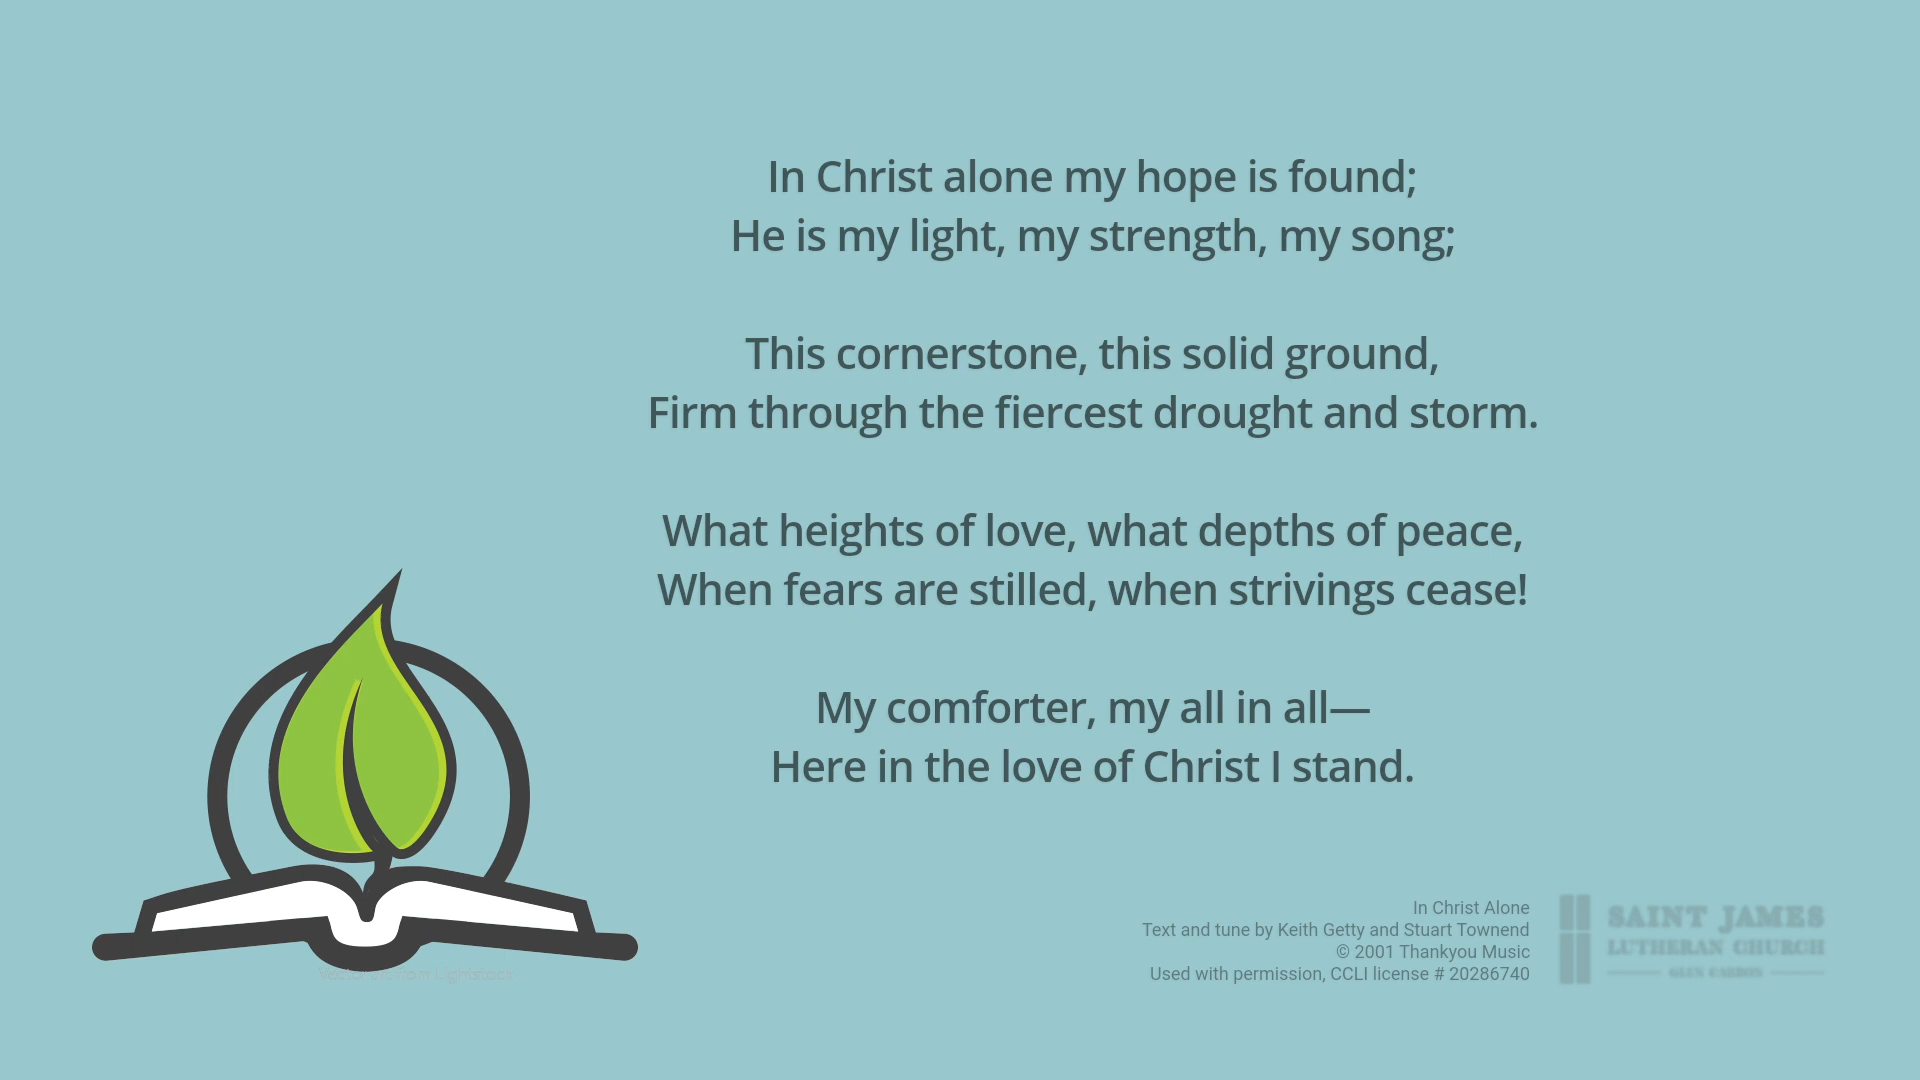 In Christ alone my hope is found;
He is my light, my strength, my song;
This cornerstone, this solid ground,
Firm through the fiercest drought and storm.
What heights of love, what depths of peace,
When fears are stilled, when strivings cease!
My comforter, my all in all—
Here in the love of Christ I stand.
In Christ Alone
Text and tune by Keith Getty and Stuart Townend
© 2001 Thankyou Music
Used with permission, CCLI license # 20286740
SAINT JAMES
LUTHERAN CHURCH
GLEN CARBON
from Lightstock